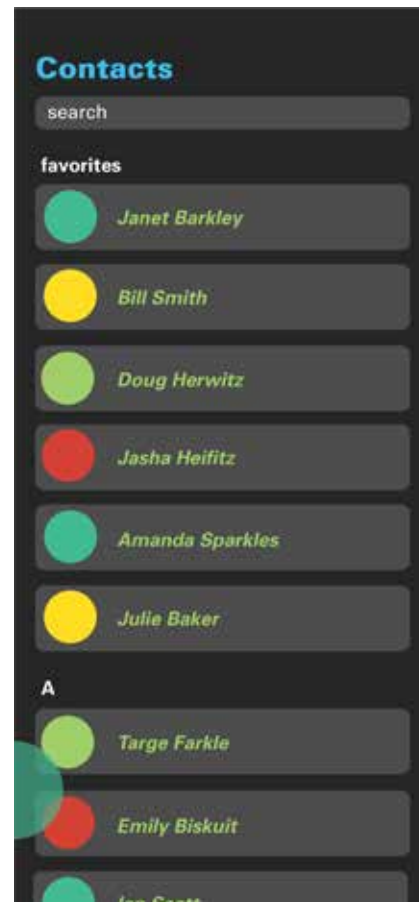 Contacts
search
favorites
Janet Barkley
Bill Smith
Doug Herwitz
Jasha Heifitz
Amanda Sparkles
Julie Baker
A
Targe Farkle
Emily Biskuit